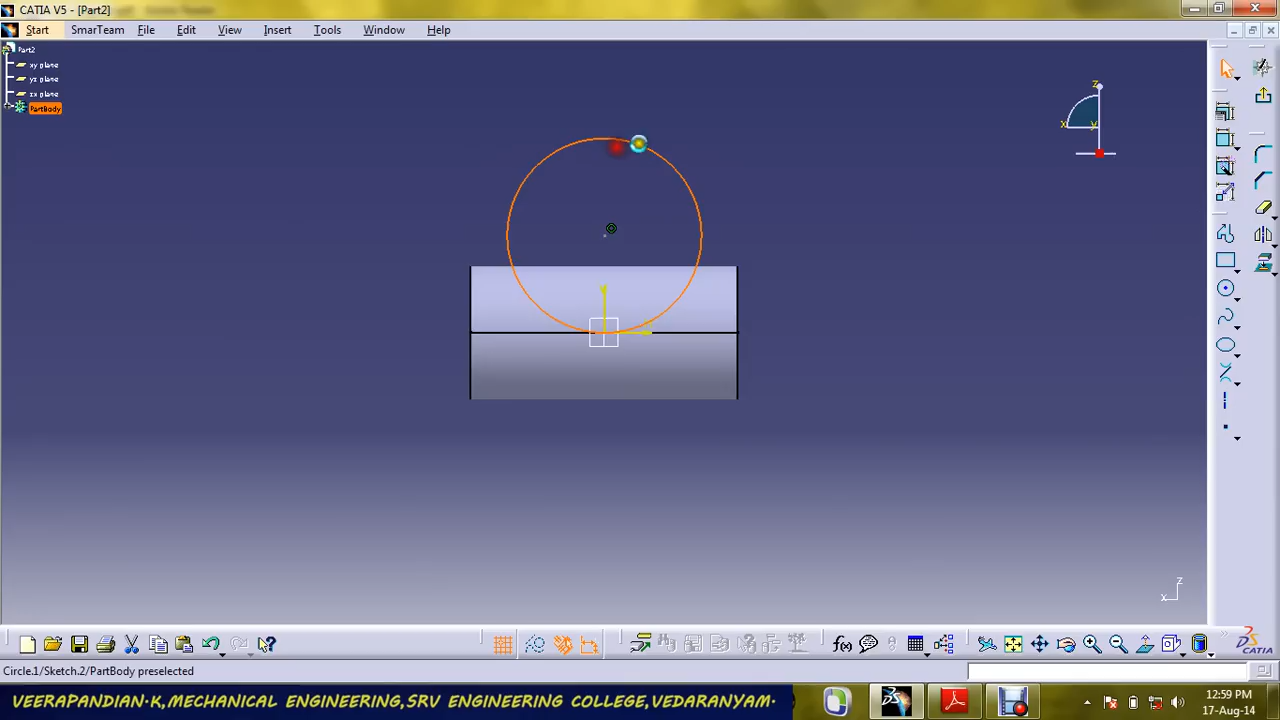 CATIA V5 - [Part2]
Start SmarTeam File Edit View Insert Tools Window Help
Part2
xy plane
yz plane
zx plane
PartBody
z
x y
z
x
f(x)
CATIA
Circle.1/Sketch.2/PartBody preselected
VEERAPANDIAN.K,MECHANICAL ENGINEERING,SRV ENGINEERING COLLEGE,VEDARANYAM.
12:59 PM
17-Aug-14